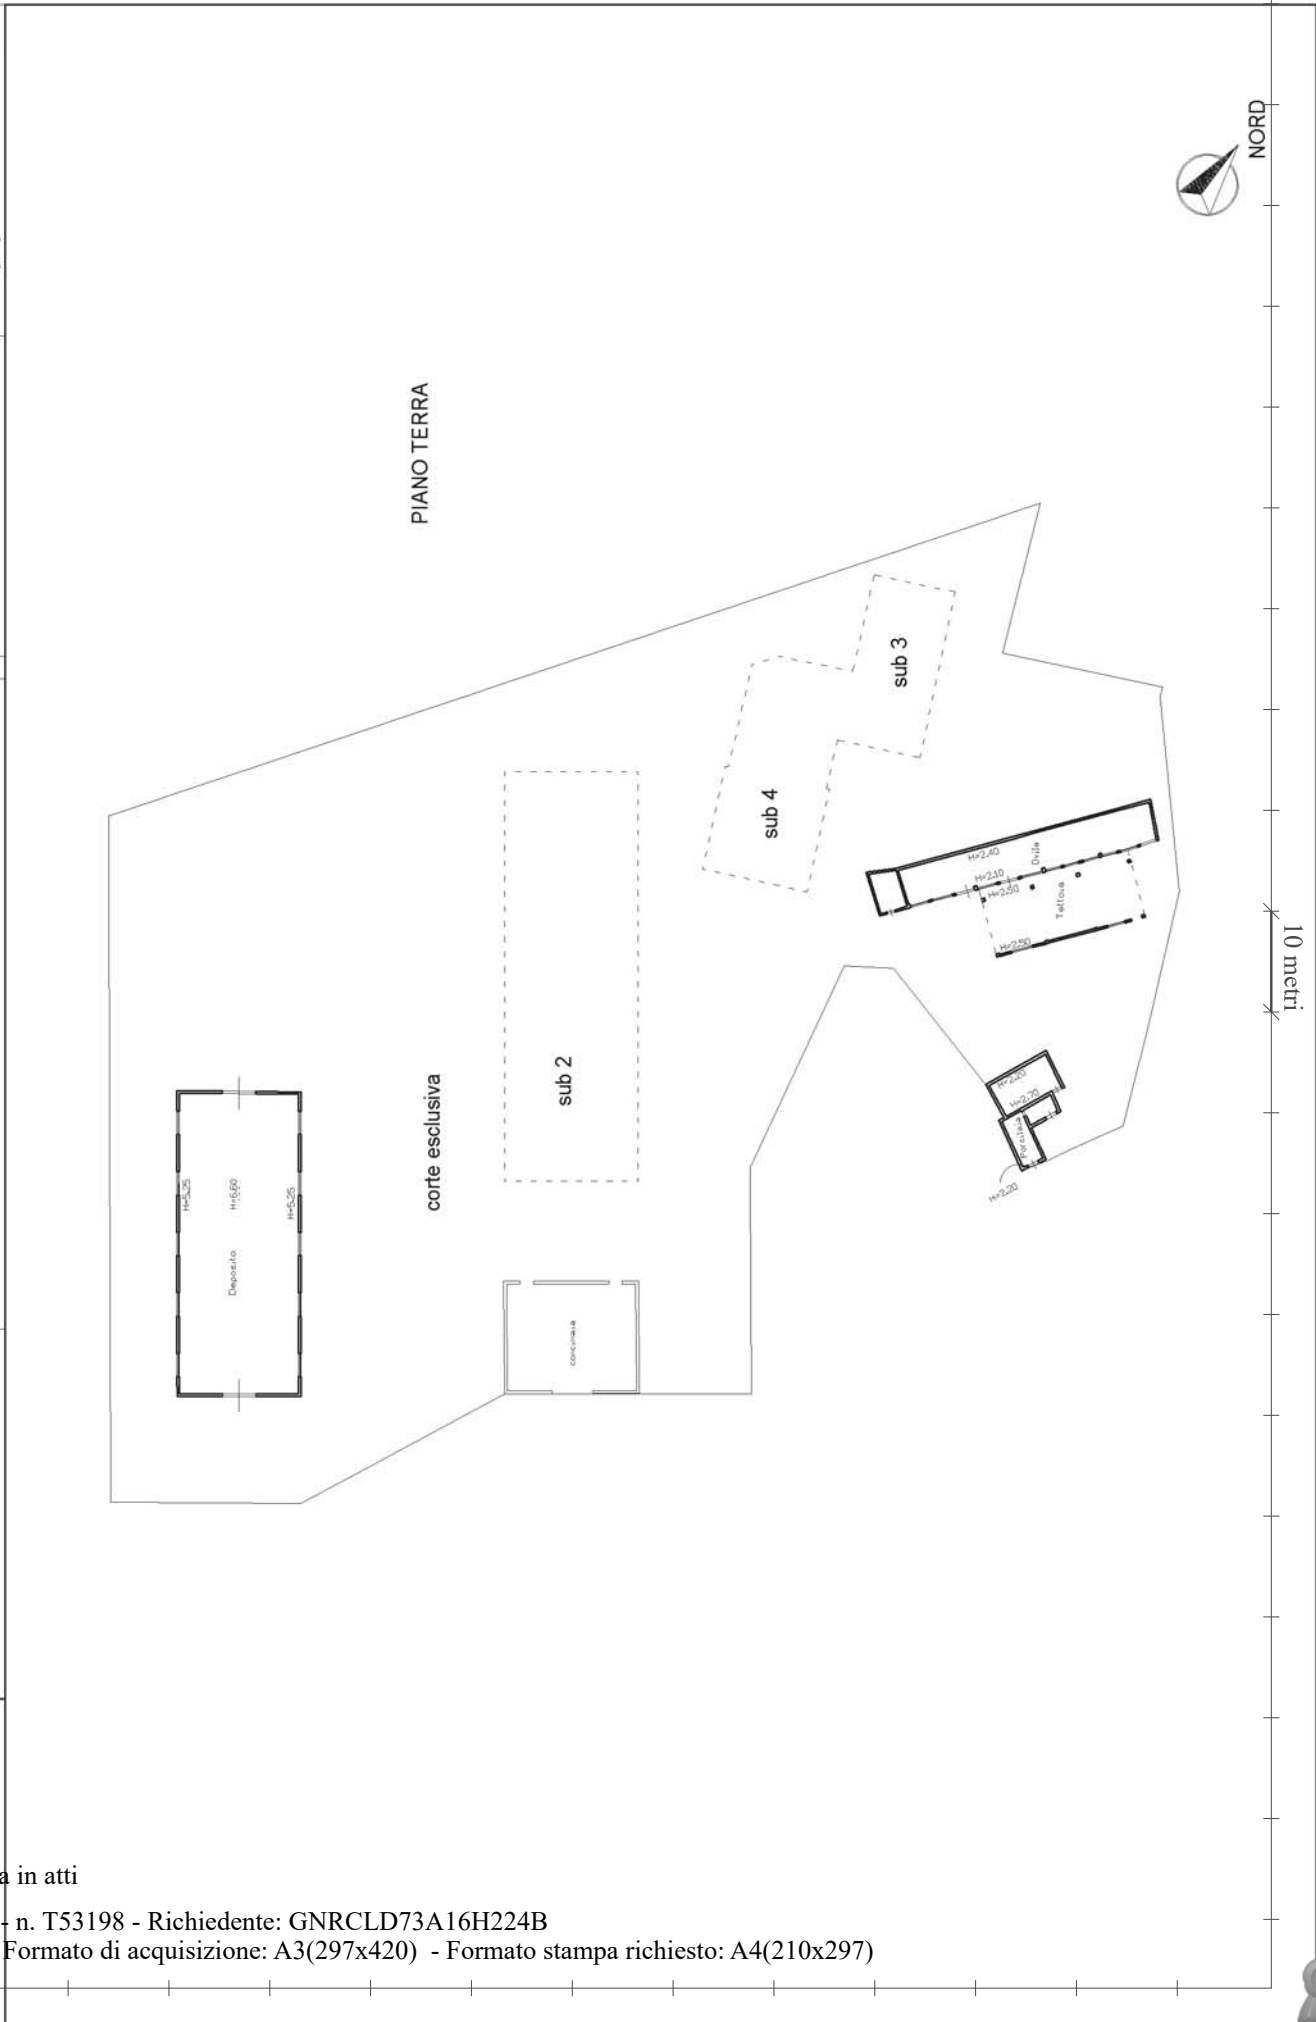 NORD
PIANO TERRA
sub 3
sub 4
H=2.40
Ovile
H=2.10
H=2.50
Tettoia
H=2.50
10 metri
sub 2
corte esclusiva
H=5.25
H=6.60
H=5.25
Deposito
H=2.20
H=2.70
Porcilaia
H=2.20
concimaia
a in atti
- n. T53198 - Richiedente: GNRCLD73A16H224B
Formato di acquisizione: A3(297x420) - Formato stampa richiesto: A4(210x297)